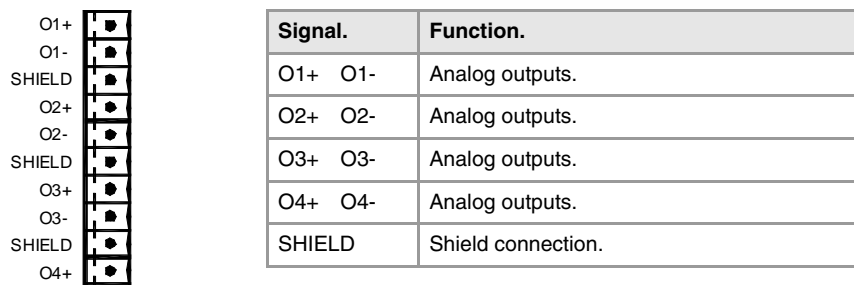 O1+
O1-
SHIELD
O2+
O2-
SHIELD
O3+
O3-
SHIELD
O4+
Signal. Function.
O1+ O1- Analog outputs.
O2+ O2- Analog outputs.
O3+ O3- Analog outputs.
O4+ O4- Analog outputs.
SHIELD Shield connection.